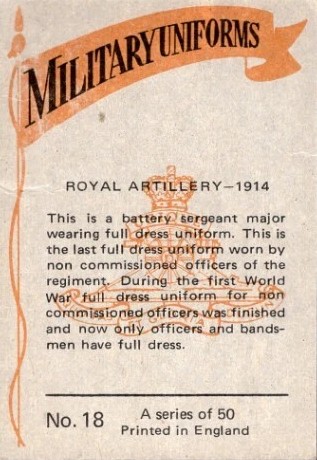 MILITARY UNIFORMS
ROYAL ARTILLERY–1914
This is a battery sergeant major
wearing full dress uniform. This is
the last full dress uniform worn by
non commissioned officers of the
regiment. During the first World
War full dress uniform for non
commissioned officers was finished
and now only officers and bands-
men have full dress.
No. 18
A series of 50
Printed in England